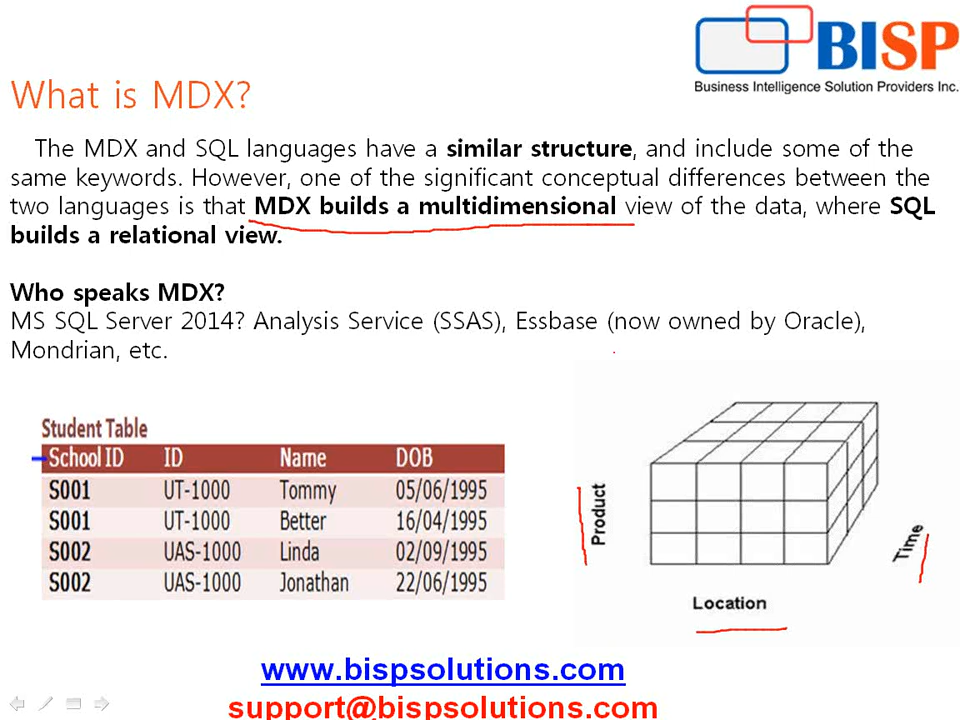 BISP
Business Intelligence Solution Providers Inc.
What is MDX?
The MDX and SQL languages have a similar structure, and include some of the
same keywords. However, one of the significant conceptual differences between the
two languages is that MDX builds a multidimensional view of the data, where SQL
builds a relational view.
Who speaks MDX?
MS SQL Server 2014? Analysis Service (SSAS), Essbase (now owned by Oracle),
Mondrian, etc.
Student Table
School ID ID Name DOB
S001 UT-1000 Tommy 05/06/1995
S001 UT-1000 Better 16/04/1995
S002 UAS-1000 Linda 02/09/1995
S002 UAS-1000 Jonathan 22/06/1995
Product
Time
Location
www.bispsolutions.com
support@bispsolutions.com